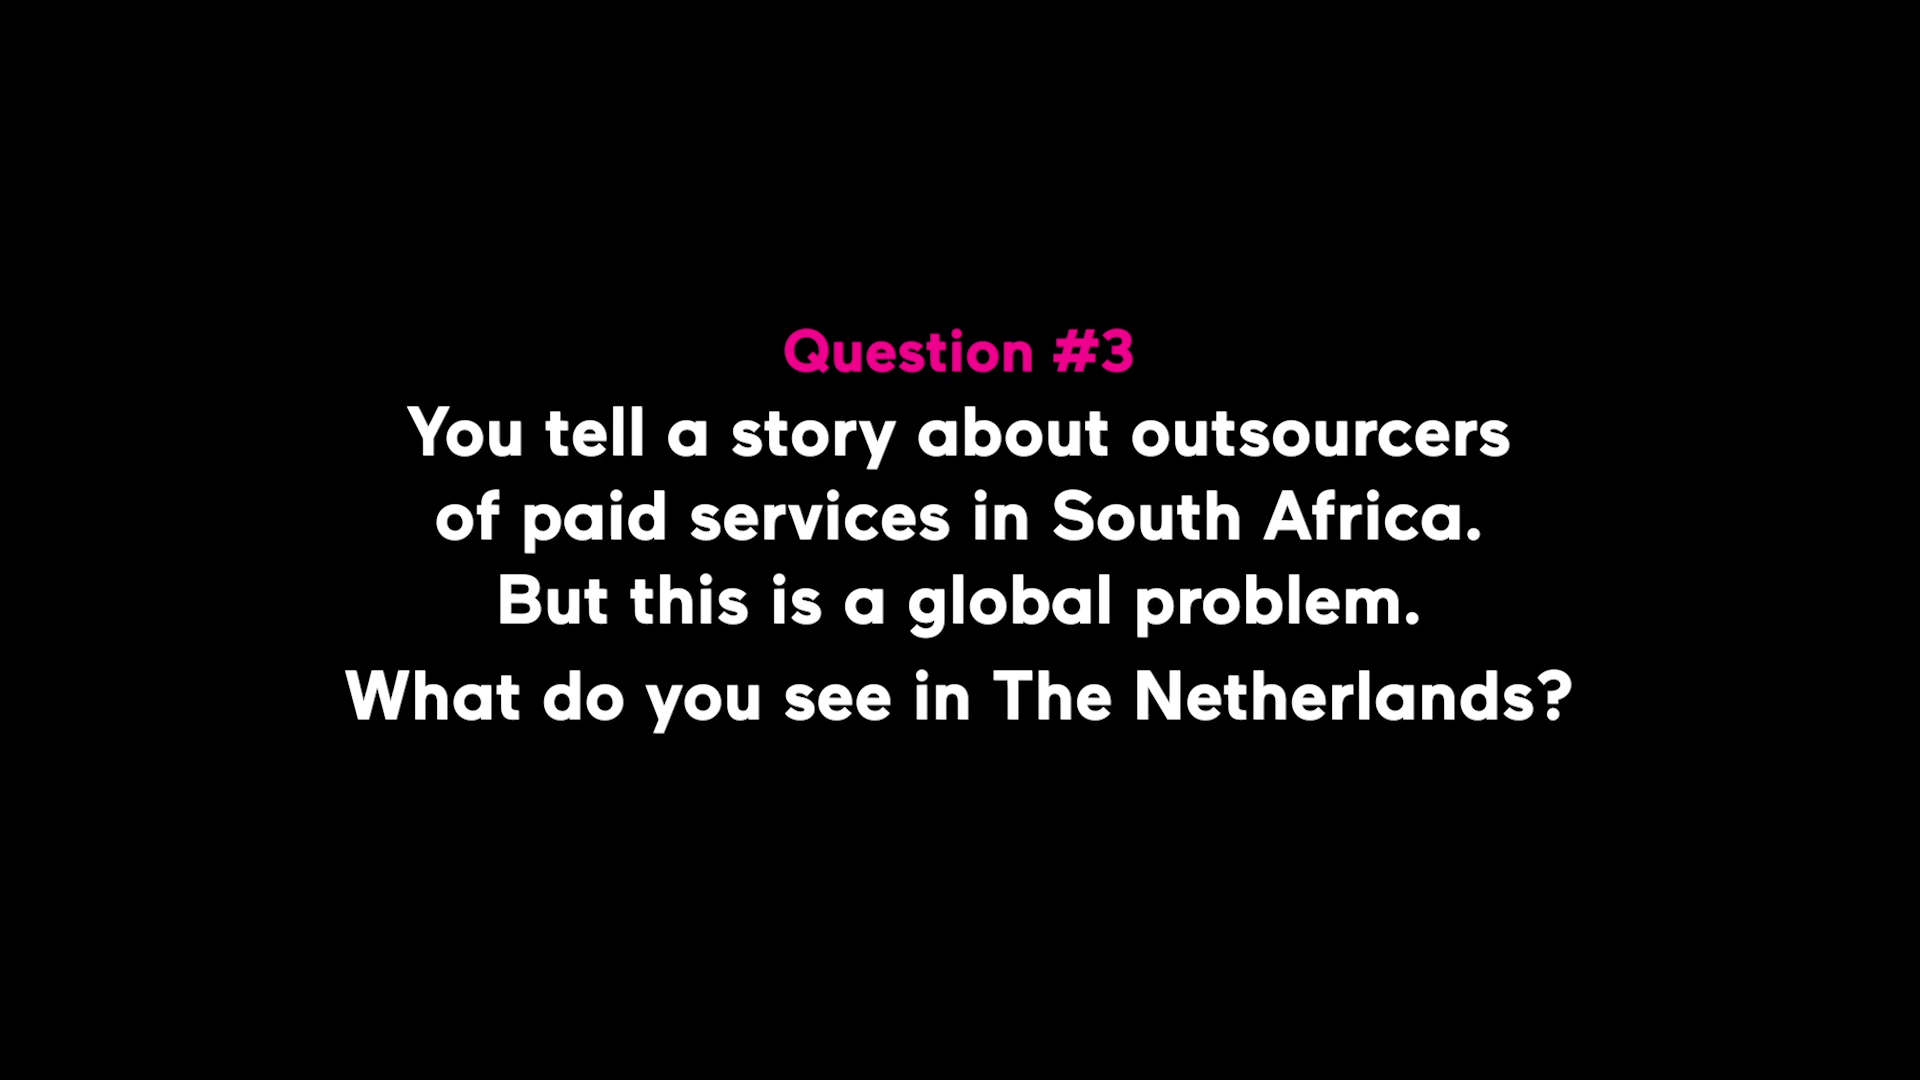 Question #3
You tell a story about outsourcers
of paid services in South Africa.
But this is a global problem.
What do you see in The Netherlands?